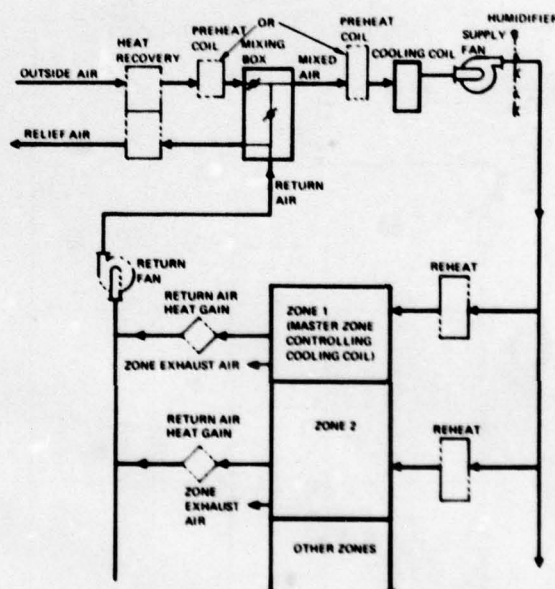 HUMIDIFIER
PREHEAT
COIL
OR
PREHEAT
COIL
HEAT
RECOVERY
MIXING
BOX
MIXED
AIR
COOLING COIL
SUPPLY
FAN
OUTSIDE AIR
RELIEF AIR
RETURN
AIR
RETURN
FAN
REHEAT
RETURN AIR
HEAT GAIN
ZONE 1
(MASTER ZONE
CONTROLLING
COOLING COIL)
ZONE EXHAUST AIR
RETURN AIR
HEAT GAIN
ZONE 2
REHEAT
ZONE
EXHAUST
AIR
OTHER ZONES